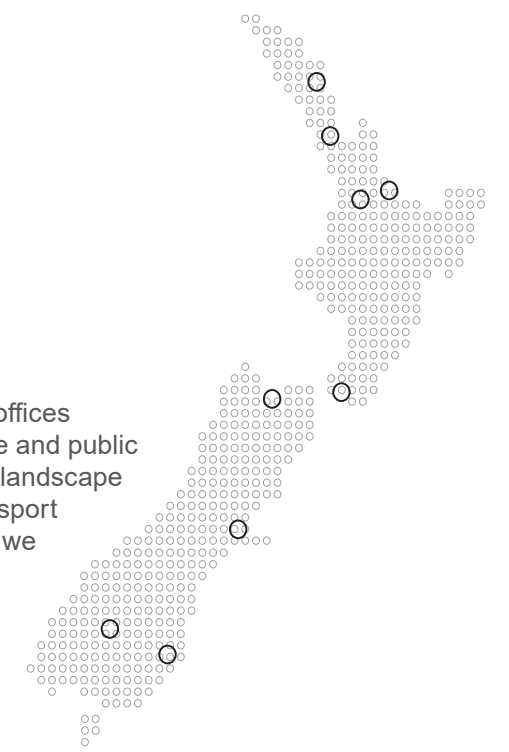 offices
e and public
landscape
sport
we